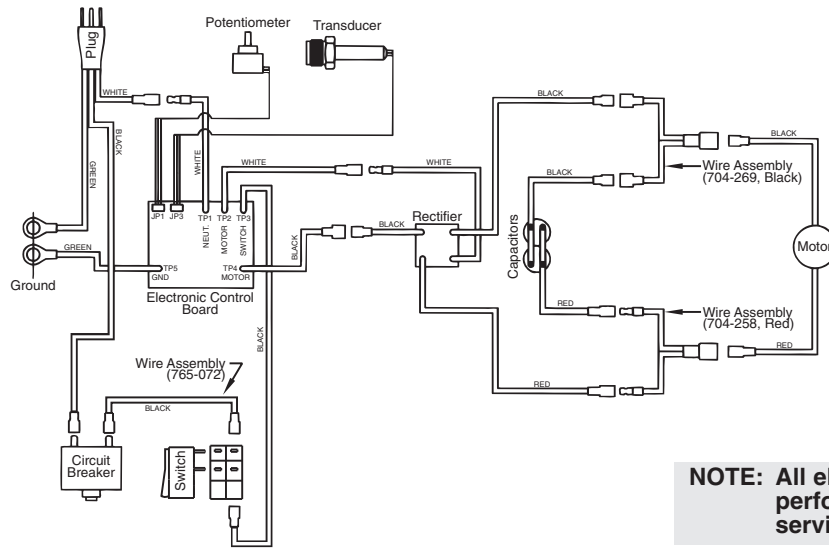 Potentiometer
Transducer
Plug
WHITE
BLACK
GREEN
WHITE
BLACK
BLACK
Wire Assembly
(704-269, Black)
BLACK
BLACK
WHITE
WHITE
JP1
JP3
TP1
TP2
TP3
NEUT.
MOTOR
SWITCH
BLACK
BLACK
Rectifier
Capacitors
Motor
GREEN
TP5
GND
TP4
MOTOR
Ground
Electronic Control
Board
RED
Wire Assembly
(704-258, Red)
RED
RED
BLACK
Wire Assembly
(765-072)
BLACK
Circuit
Breaker
Switch
NOTE: All el
perfo
servi